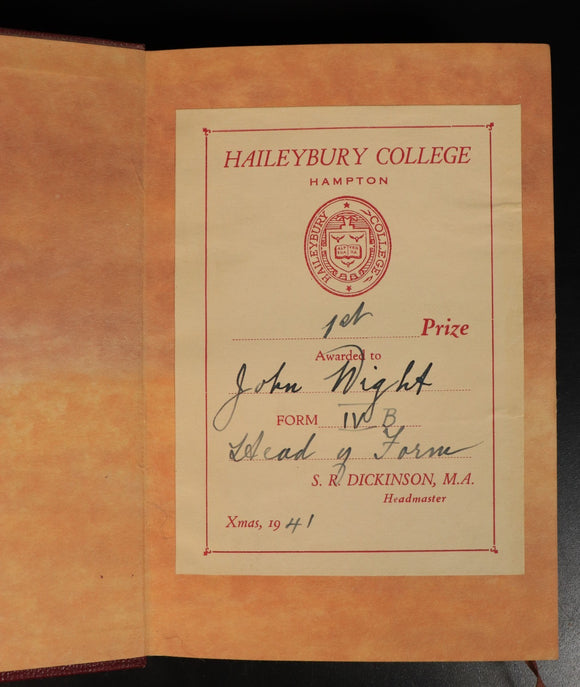 HAILEYBURY COLLEGE
HAMPTON
HAILEYBURY COLLEGE
1st Prize
Awarded to
John Wight
FORM IV B
Head of Form
S. R. DICKINSON, M.A.
Headmaster
Xmas, 1941